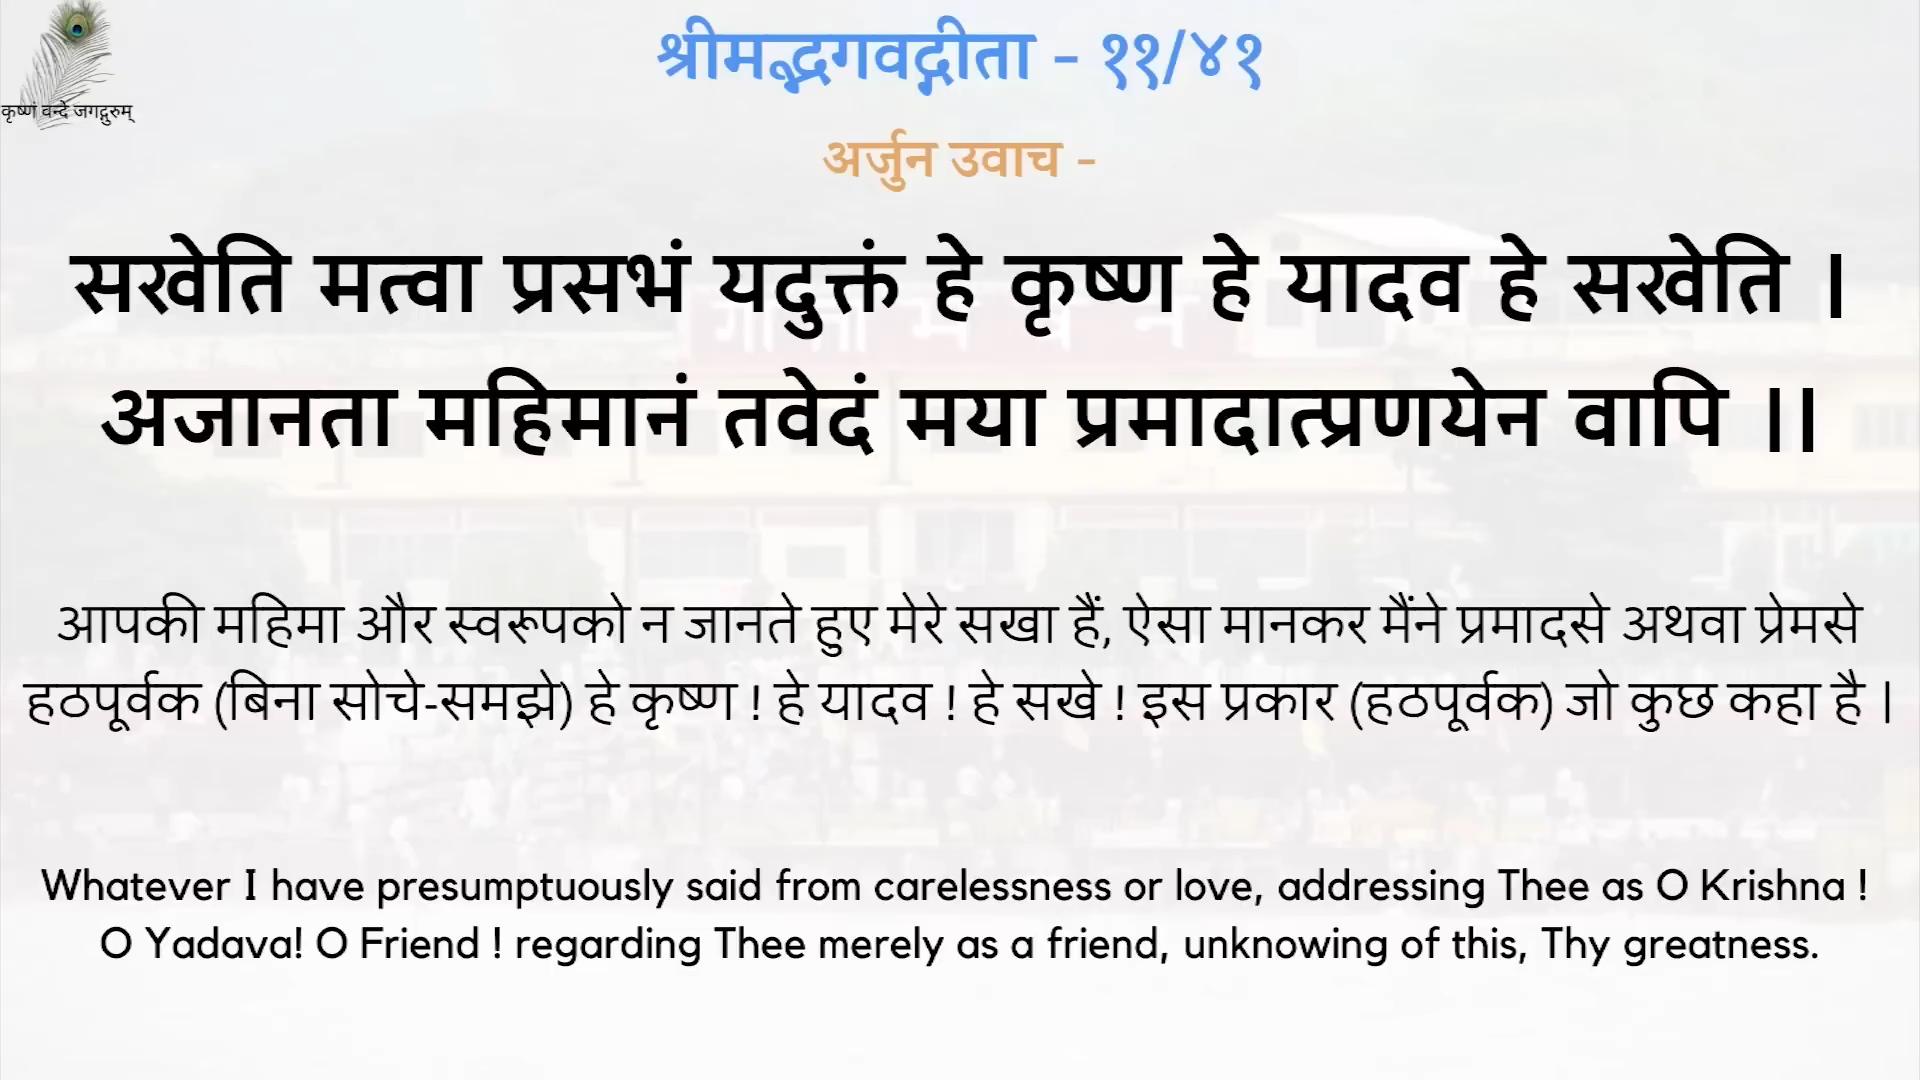 श्रीमद्भगवद्गीता - ११/४१
कृष्णं वन्दे जगद्गुरुम्
अर्जुन उवाच -
सखेति मत्वा प्रसभं यदुक्तं हे कृष्ण हे यादव हे सखेति ।
अजानता महिमानं तवेदं मया प्रमादात्प्रणयेन वापि ।।
आपकी महिमा और स्वरूपको न जानते हुए मेरे सखा हैं, ऐसा मानकर मैंने प्रमादसे अथवा प्रेमसे
हठपूर्वक (बिना सोचे-समझे) हे कृष्ण ! हे यादव ! हे सखे ! इस प्रकार (हठपूर्वक) जो कुछ कहा है ।
Whatever I have presumptuously said from carelessness or love, addressing Thee as O Krishna !
O Yadava! O Friend ! regarding Thee merely as a friend, unknowing of this, Thy greatness.